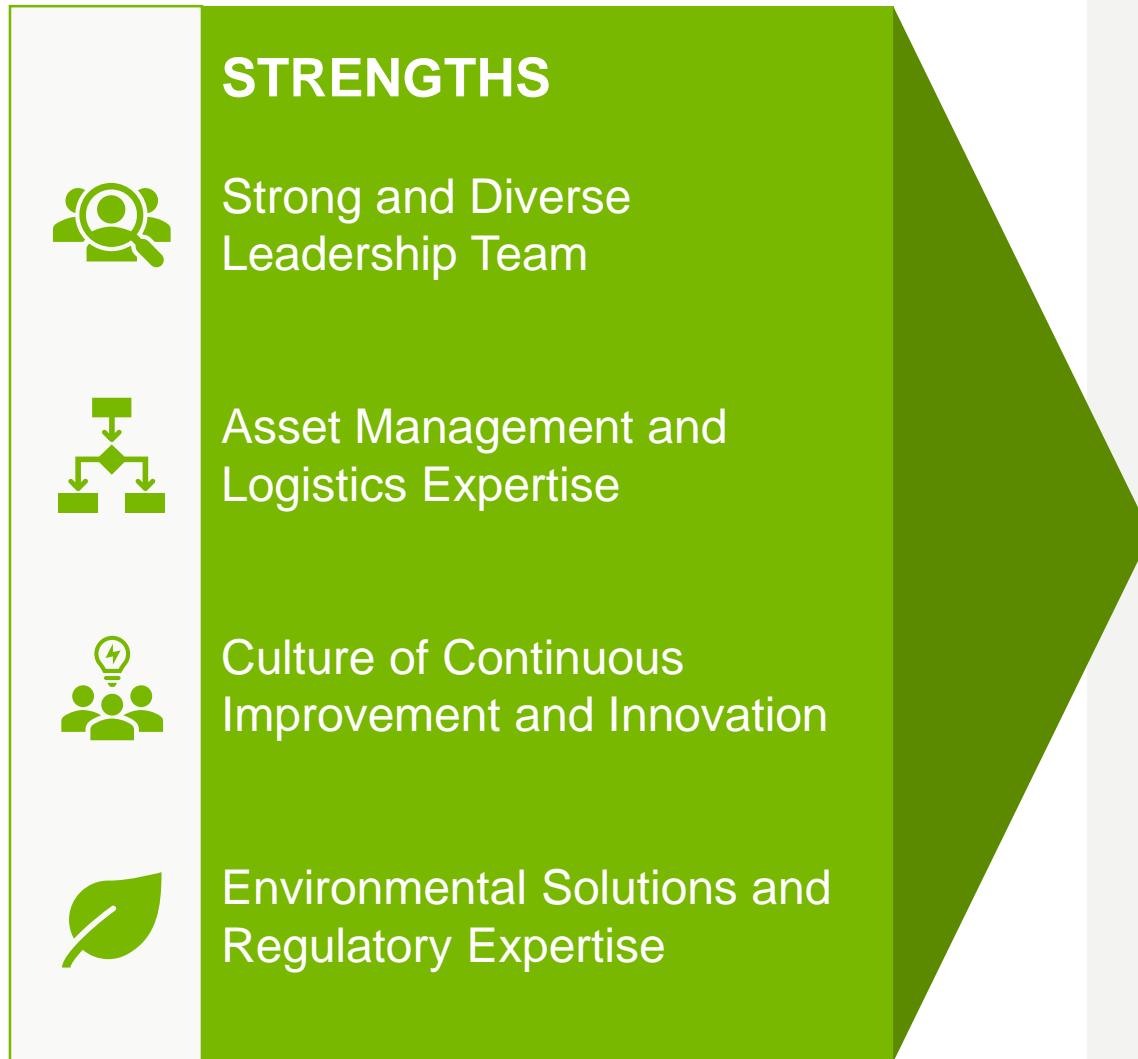 STRENGTHS
Strong and Diverse
Leadership Team
Asset Management and
Logistics Expertise
Culture of Continuous
Improvement and Innovation
Environmental Solutions and
Regulatory Expertise